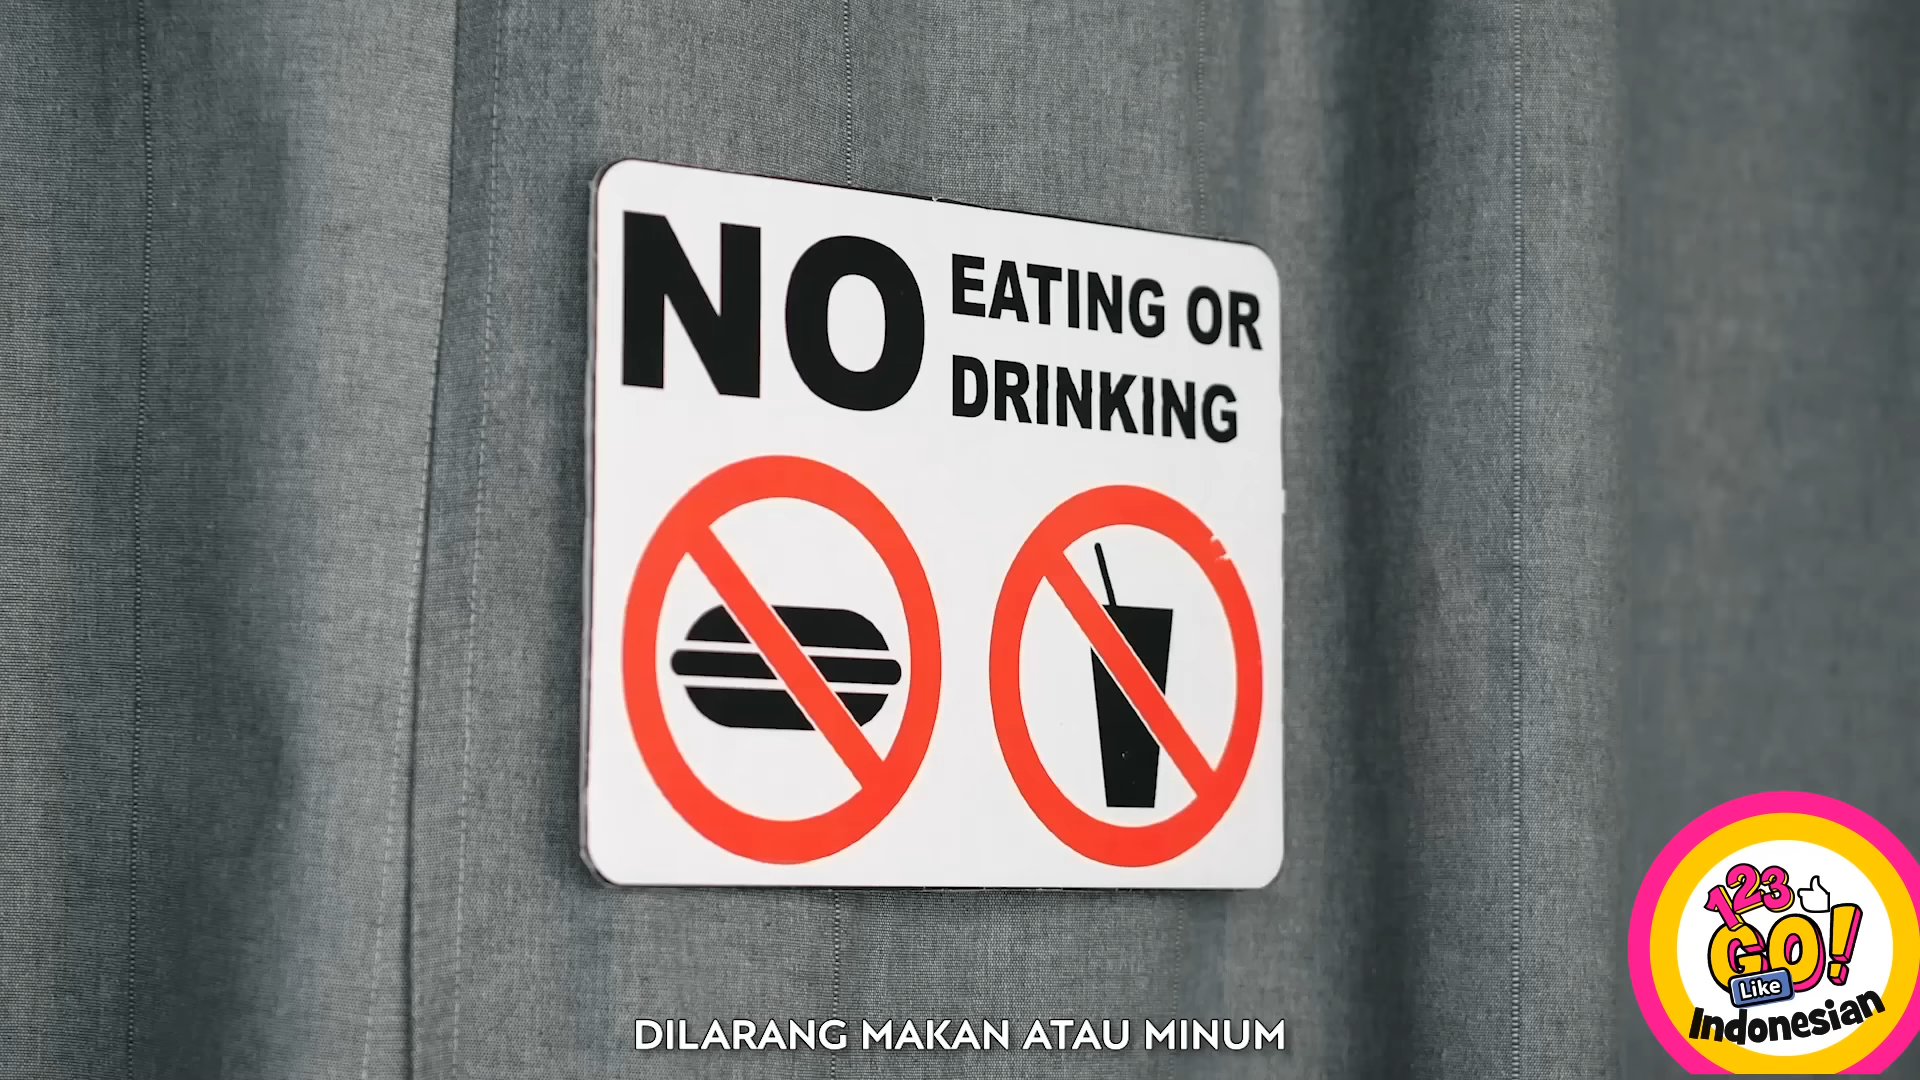 NO EATING OR
DRINKING
DILARANG MAKAN ATAU MINUM
123
GO!
Like
Indonesian